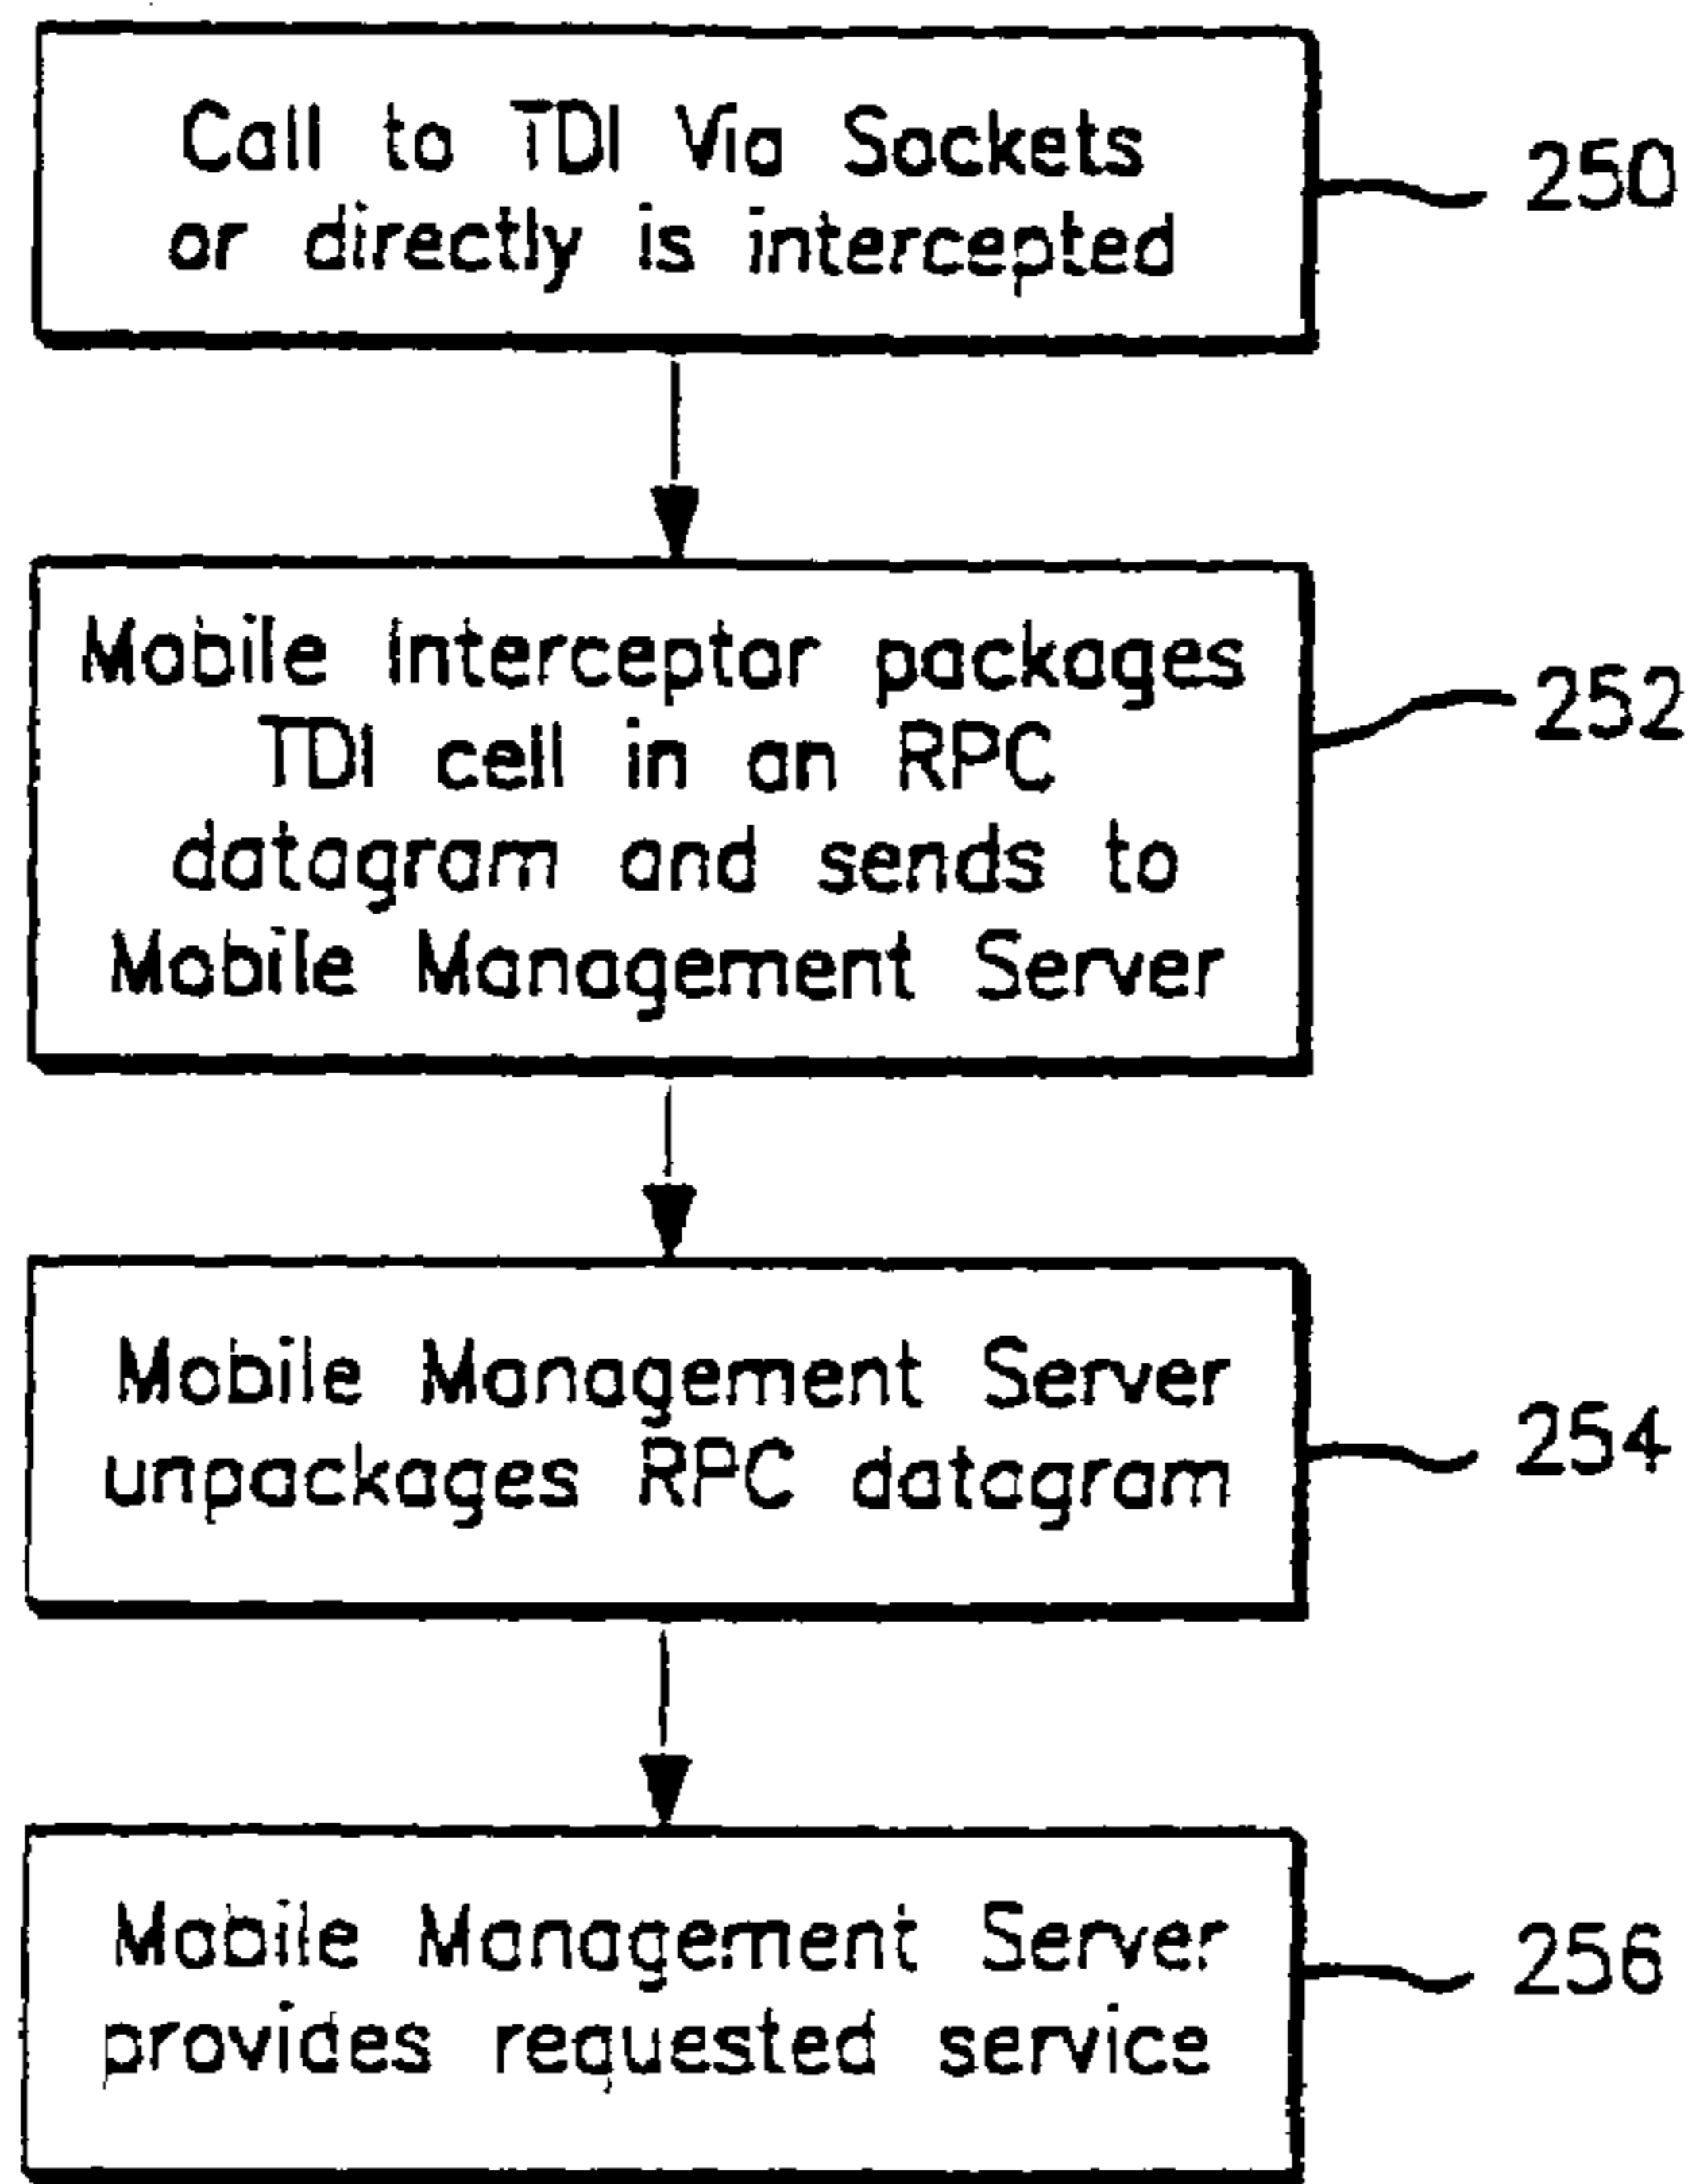 Call to TDI Via Sockets
or directly is intercepted
250
Mobile Interceptor packages
TDI cell in an RPC
datagram and sends to
Mobile Management Server
252
Mobile Management Server
unpackages RPC datagram
254
Mobile Management Server
provides requested service
256